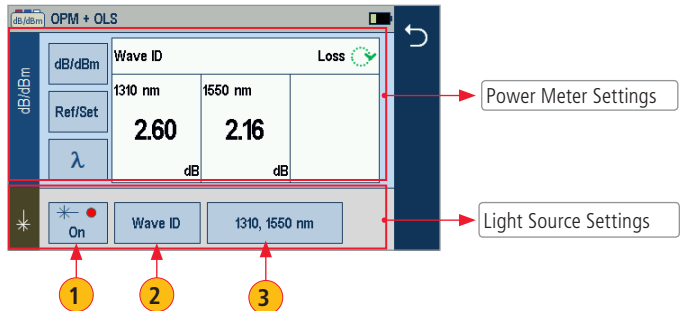 dB/dBm OPM + OLS
dB/dBm
dB/dBm
Ref/Set
λ
Wave ID Loss
1310 nm 1550 nm
2.60 2.16
dB dB
Power Meter Settings
On
Wave ID
1310, 1550 nm
Light Source Settings
1 2 3